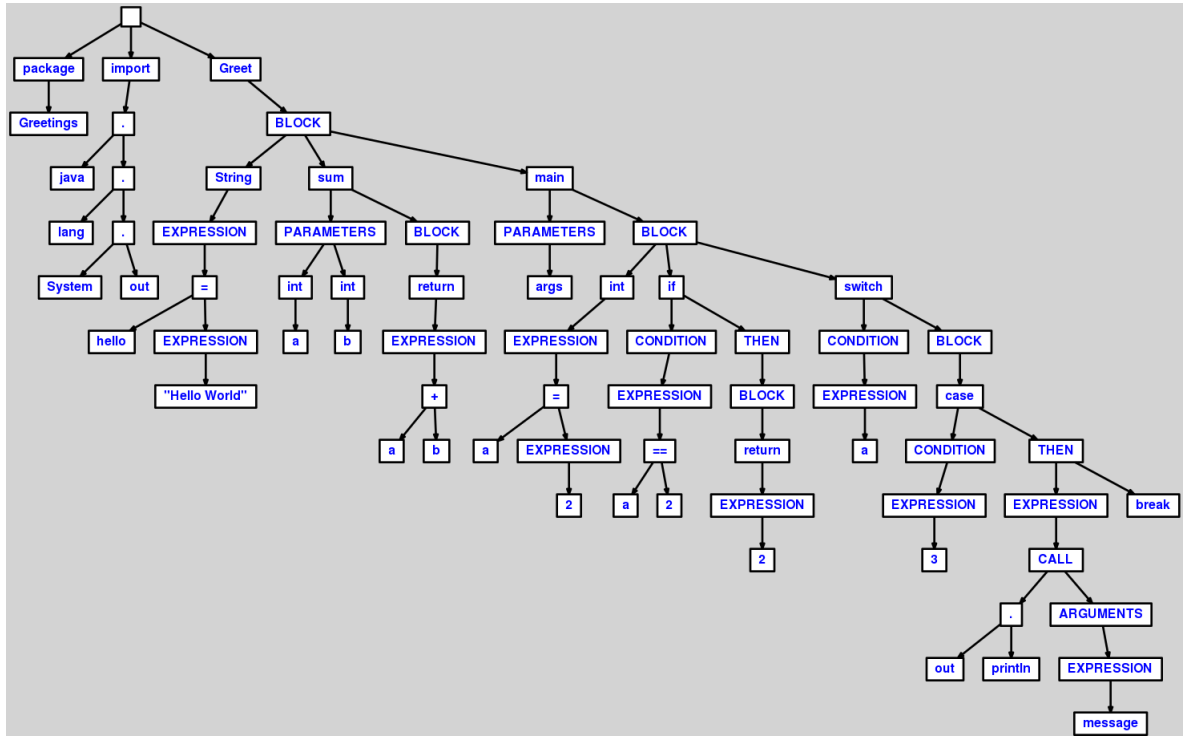 package import Greet
Greetings . BLOCK
java . String sum main
lang . EXPRESSION PARAMETERS BLOCK PARAMETERS BLOCK
System out = int int return args int if switch
hello EXPRESSION a b EXPRESSION EXPRESSION CONDITION THEN CONDITION BLOCK
"Hello World" + = EXPRESSION BLOCK EXPRESSION case
a b a EXPRESSION == return a CONDITION THEN
2 a 2 EXPRESSION EXPRESSION EXPRESSION break
2 3 CALL
. ARGUMENTS
out println EXPRESSION
message